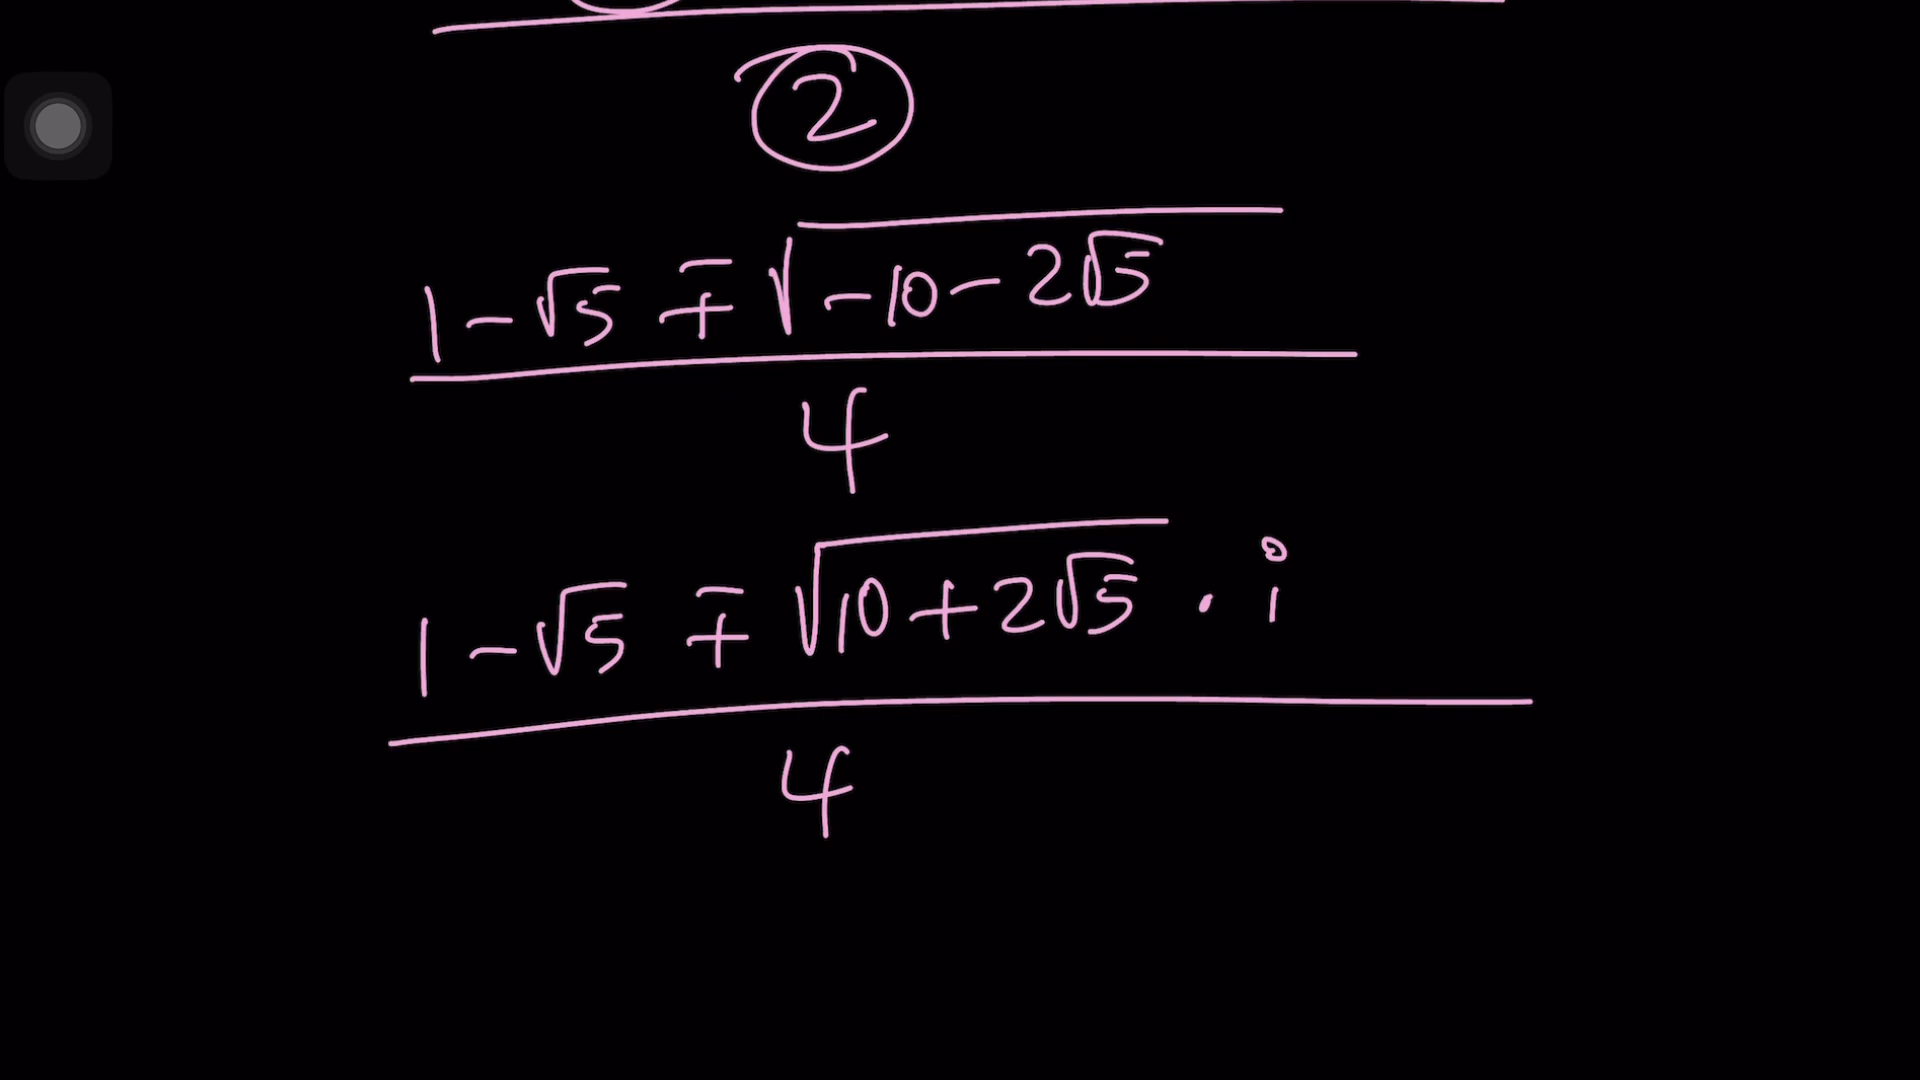 2
1 - √5 ∓ √-10 - 2√5
4
1 - √5 ∓ √10 + 2√5 · i
4